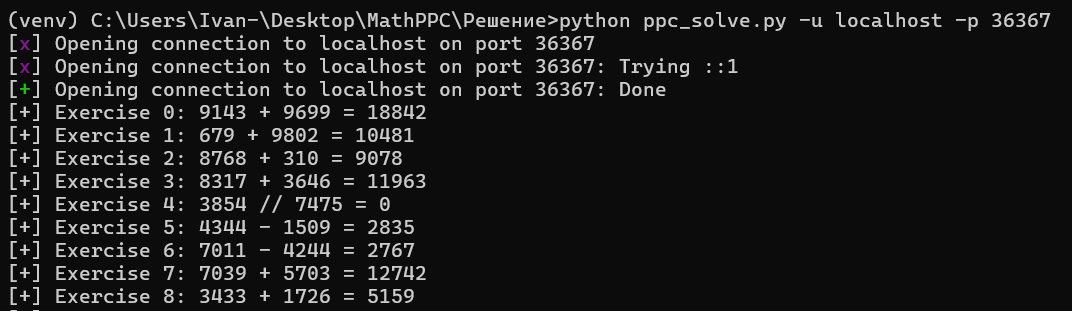 (venv) C:\Users\Ivan-\Desktop\MathPPC\Решение>python ppc_solve.py -u localhost -p 36367
[x] Opening connection to localhost on port 36367
[x] Opening connection to localhost on port 36367: Trying ::1
[+] Opening connection to localhost on port 36367: Done
[+] Exercise 0: 9143 + 9699 = 18842
[+] Exercise 1: 679 + 9802 = 10481
[+] Exercise 2: 8768 + 310 = 9078
[+] Exercise 3: 8317 + 3646 = 11963
[+] Exercise 4: 3854 // 7475 = 0
[+] Exercise 5: 4344 - 1509 = 2835
[+] Exercise 6: 7011 - 4244 = 2767
[+] Exercise 7: 7039 + 5703 = 12742
[+] Exercise 8: 3433 + 1726 = 5159